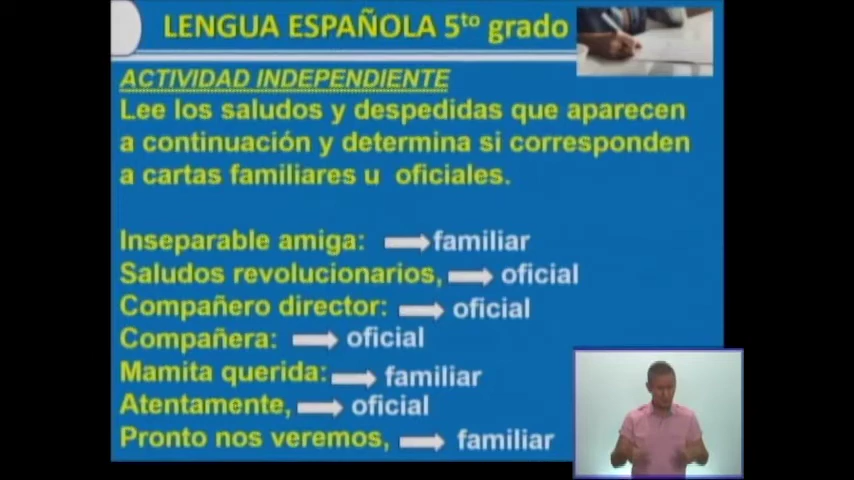 LENGUA ESPAÑOLA 5to grado
ACTIVIDAD INDEPENDIENTE
Lee los saludos y despedidas que aparecen
a continuación y determina si corresponden
a cartas familiares u oficiales.
Inseparable amiga: familiar
Saludos revolucionarios, oficial
Compañero director: oficial
Compañera: oficial
Mamita querida: familiar
Atentamente, oficial
Pronto nos veremos, familiar